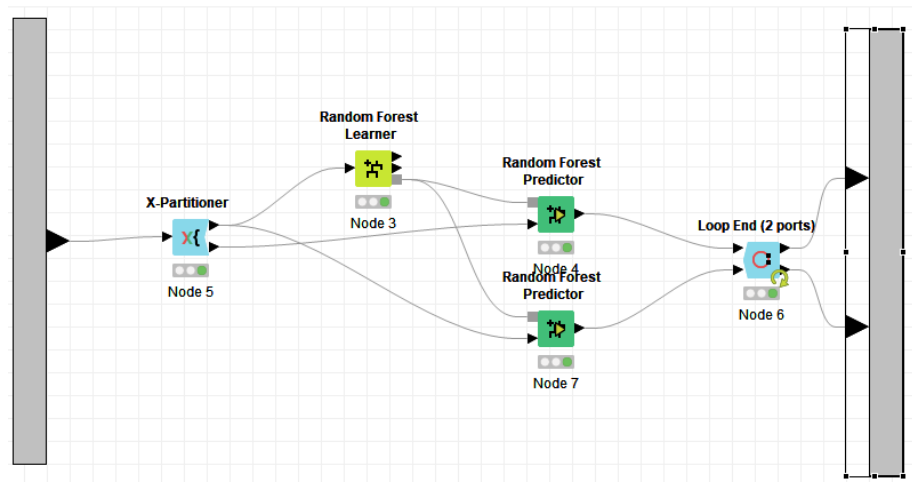 Random Forest
Learner
Node 3
X-Partitioner
Node 5
Random Forest
Predictor
Node 4
Random Forest
Predictor
Node 7
Loop End (2 ports)
Node 6